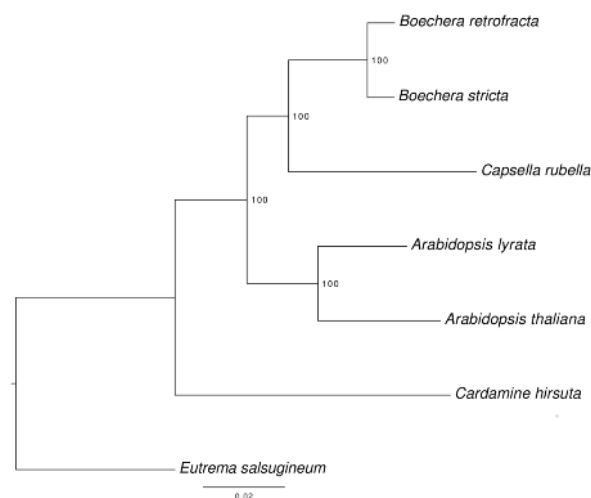 Boechera retrofracta
100
Boechera stricta
100
Capsella rubella
100
Arabidopsis lyrata
100
Arabidopsis thaliana
Cardamine hirsuta
Eutrema salsugineum
0.02